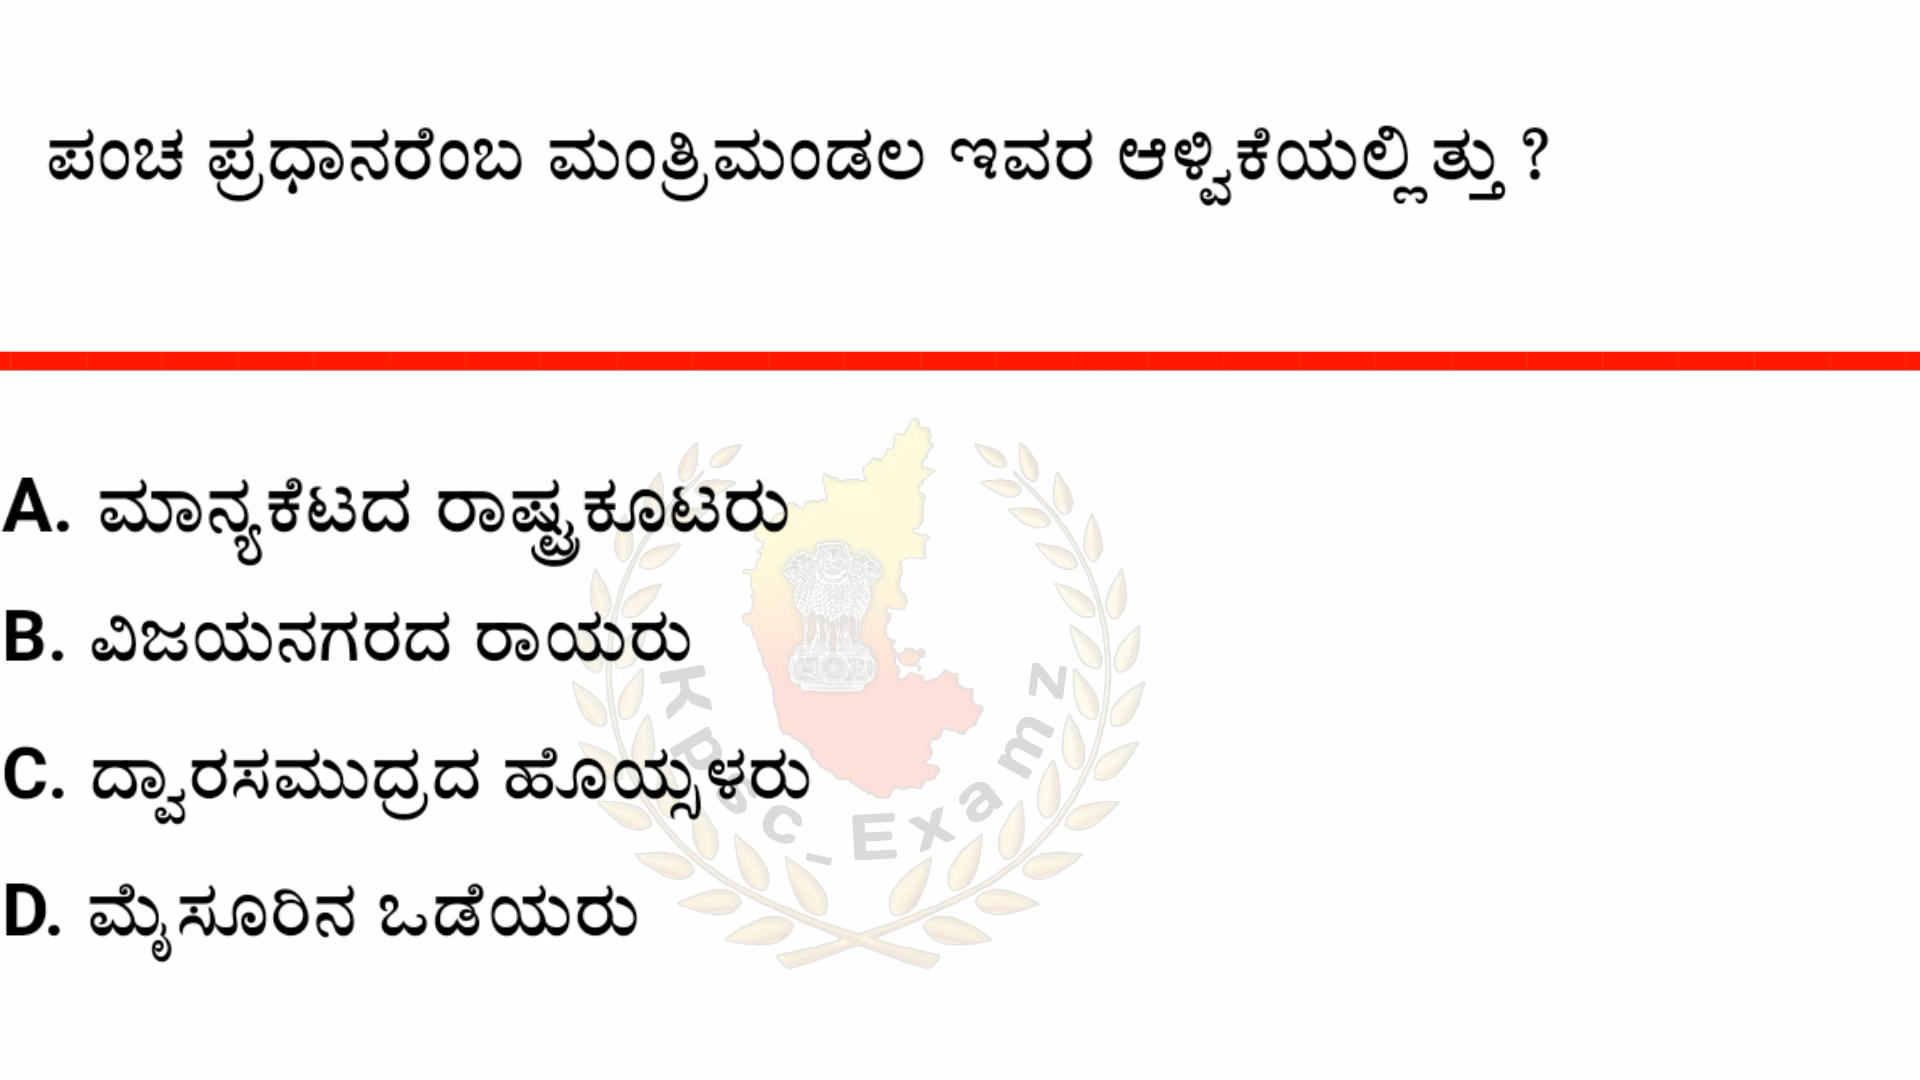 ಪಂಚ ಪ್ರಧಾನರೆಂಬ ಮಂತ್ರಿಮಂಡಲ ಇವರ ಆಳ್ವಿಕೆಯಲ್ಲಿತ್ತು ?
A. ಮಾನ್ಯಕೆಟದ ರಾಷ್ಟ್ರಕೂಟರು
B. ವಿಜಯನಗರದ ರಾಯರು
C. ದ್ವಾರಸಮುದ್ರದ ಹೊಯ್ಸಳರು
D. ಮೈಸೂರಿನ ಒಡೆಯರು
Kpsc_Examz